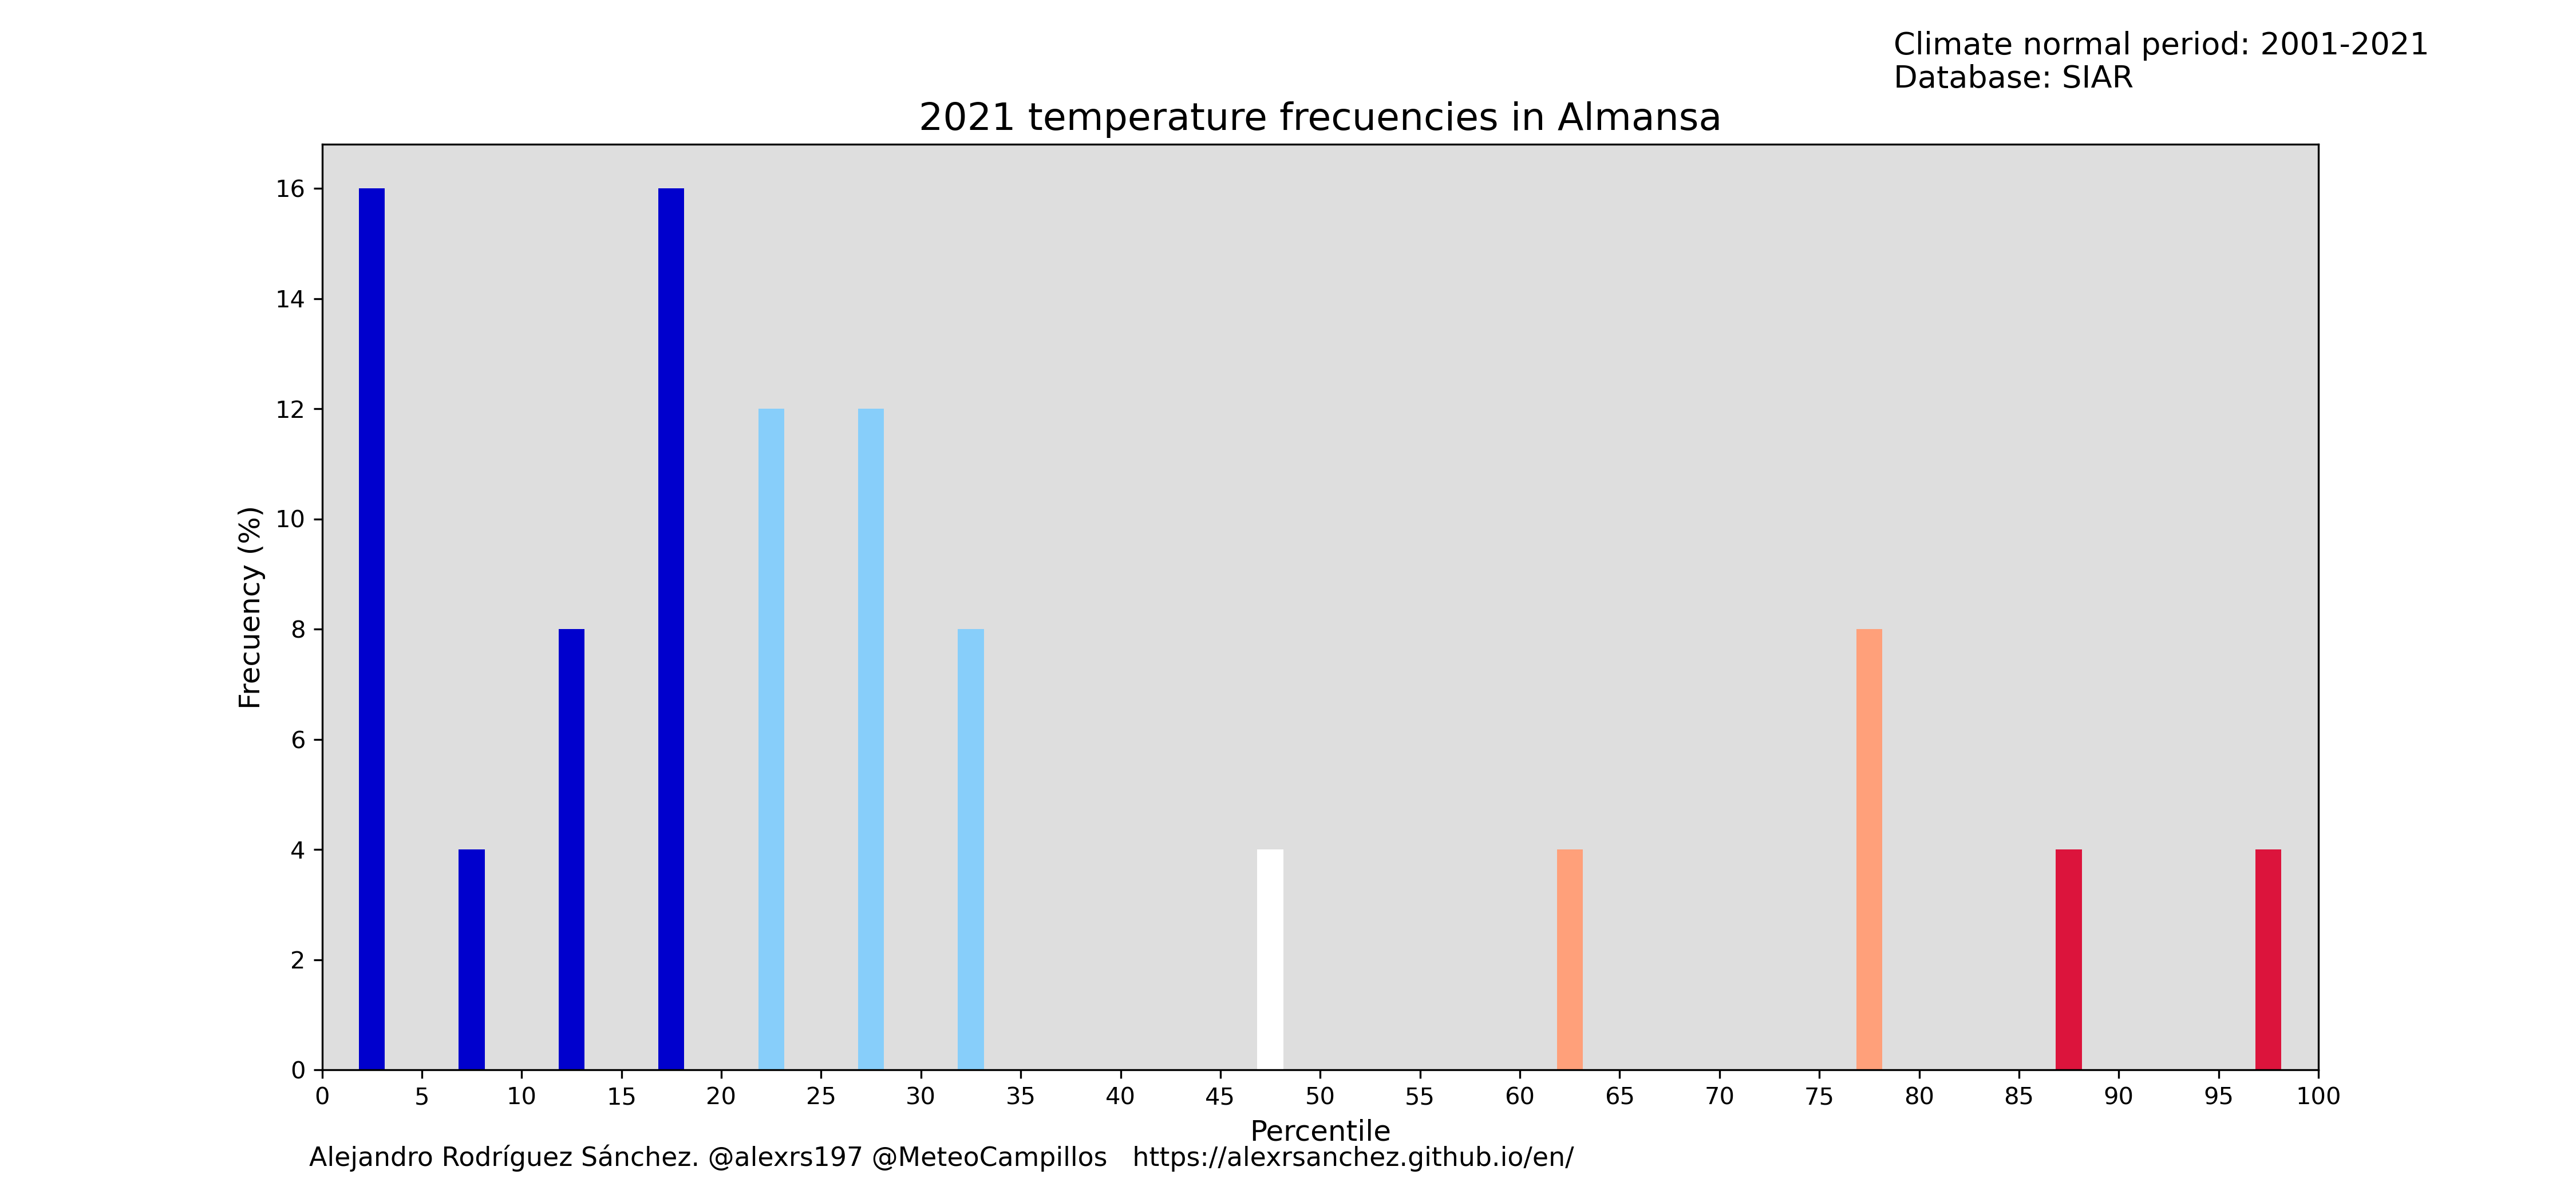 Climate normal period: 2001-2021
Database: SIAR
2021 temperature frecuencies in Almansa
16
14
12
10
8
6
4
2
0
Frecuency (%)
0 5 10 15 20 25 30 35 40 45 50 55 60 65 70 75 80 85 90 95 100
Percentile
Alejandro Rodríguez Sánchez. @alexrs197 @MeteoCampillos https://alexrsanchez.github.io/en/